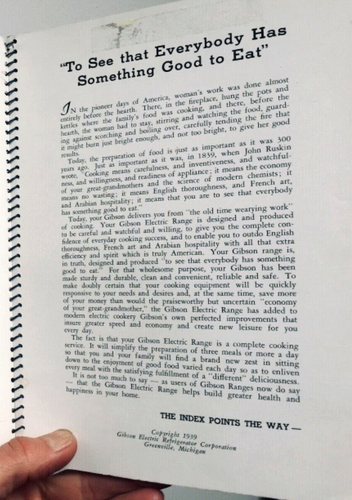 "To See that Everybody Has
Something Good to Eat"
IN the pioneer days of America, woman's work was done almost
entirely before the hearth. There, in the fireplace, hung the pots and
kettles where the family's food was cooking, and there, before the
hearth, the woman had to stay, stirring and watching the food, guard-
ing against scorching and boiling over, carefully tending the fire that
it might burn just bright enough, and not too bright, to give her good
results.
Today, the preparation of food is just as important as it was 300
years ago. Just as important as it was, in 1839, when John Ruskin
wrote, "Cooking means carefulness, and inventiveness, and watchful-
ness, and willingness, and readiness of appliance; it means the economy
of your great-grandmothers and the science of modern chemists; it
means no wasting; it means English thoroughness, and French art,
and Arabian hospitality; it means that you are to see that everybody
has something good to eat."
Today, your Gibson delivers you from "the old time wearying work"
of the hearth. Your Gibson Electric Range is designed and produced
to be careful and watchful and willing, to give you the complete con-
fidence of everyday cooking success, and to enable you to outdo English
thoroughness, French art and Arabian hospitality with all that extra
efficiency and spirit which is truly American. Your Gibson range is,
in truth, designed and produced "to see that everybody has something
good to eat." For that wholesome purpose, your Gibson has been
made sturdy and durable, clean and convenient, reliable and safe. To
make doubly certain that your cooking equipment will be quickly
responsive to your needs and desires and, at the same time, save more
of your money than would the praiseworthy but uncertain "economy
of your great-grandmother," the Gibson Electric Range has added to
modern electric cookery Gibson's own perfected improvements that
insure greater speed and economy and create new leisure for you
every day.
The fact is that your Gibson Electric Range is a complete cooking
service. It will simplify the preparation of three meals or more a day
so that you and your family will find a brand new zest in sitting
down to the enjoyment of good food varied each day so as to enliven
every meal with the satisfying fulfillment of a "different" deliciousness.
It is not too much to say — as users of Gibson Ranges now do say
— that the Gibson Electric Range helps build greater health and
happiness in your home.
THE INDEX POINTS THE WAY —
Copyright 1939
Gibson Electric Refrigerator Corporation
Greenville, Michigan